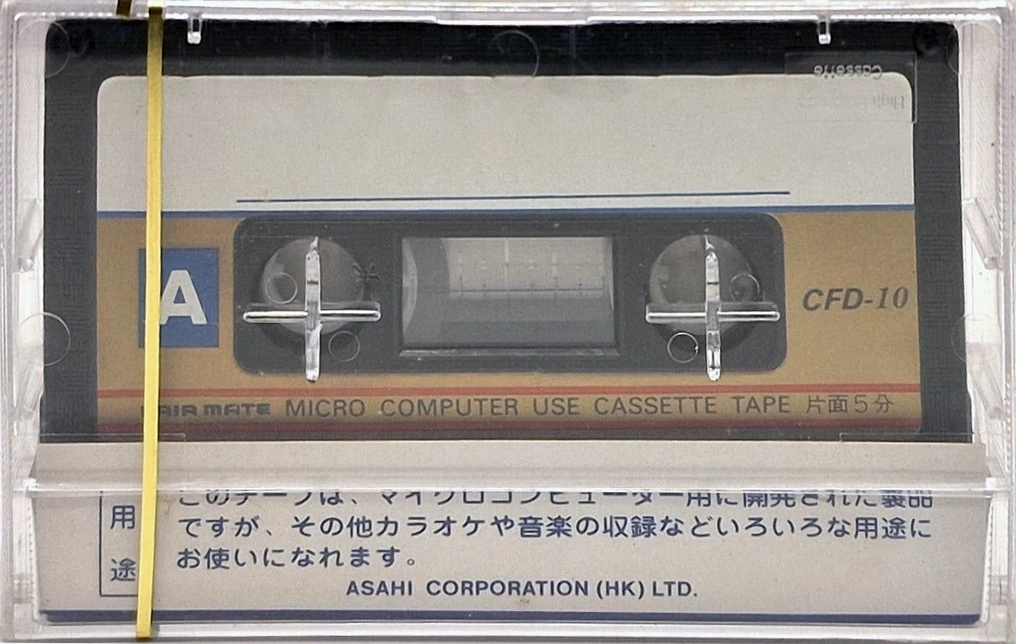 Cassette
A
CFD-10
HAIR MATE MICRO COMPUTER USE CASSETTE TAPE 片面5分
用途
このテープは、マイクロコンピューター用に開発された製品
ですが、その他カラオケや音楽の収録などいろいろな用途に
お使いになれます。
ASAHI CORPORATION (HK) LTD.